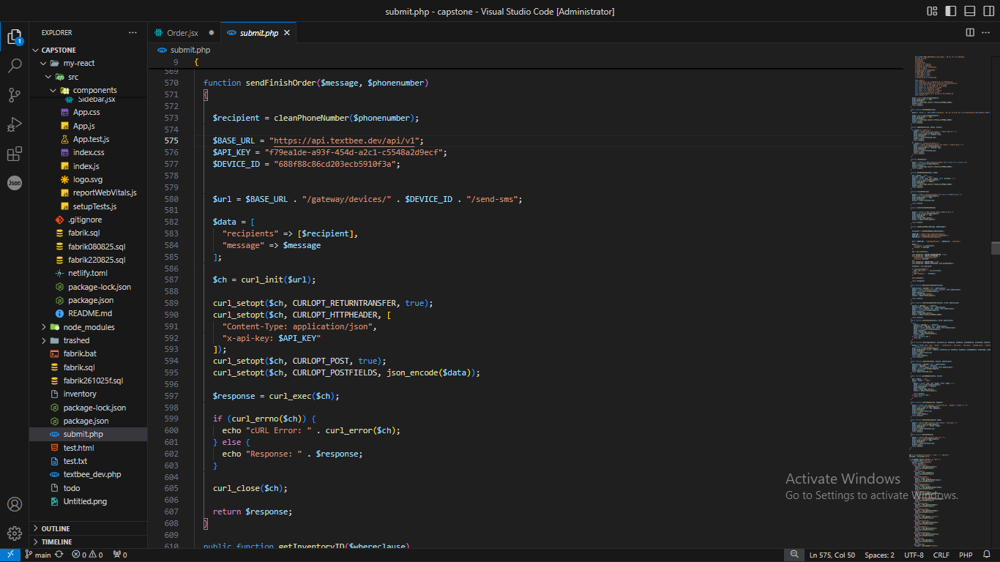 submit.php - capstone - Visual Studio Code [Administrator]
EXPLORER
CAPSTONE
my-react
src
components
Sidebar.jsx
App.css
App.js
App.test.js
index.css
index.js
logo.svg
reportWebVitals.js
setupTests.js
.gitignore
fabrik.sql
fabrik080825.sql
fabrik220825.sql
netlify.toml
package-lock.json
package.json
README.md
node_modules
trashed
fabrik.bat
fabrik.sql
fabrik261025f.sql
inventory
package-lock.json
package.json
submit.php
test.html
test.txt
textbee_dev.php
todo
Untitled.png
OUTLINE
TIMELINE
1
Json
Order.jsx
submit.php
submit.php
9 {
569
570 function sendFinishOrder($message, $phonenumber)
571 {
572
573 $recipient = cleanPhoneNumber($phonenumber);
574
575 $BASE_URL = "https://api.textbee.dev/api/v1";
576 $API_KEY = "f79ea1de-a93f-454d-a2c1-c5548a2d9ecf";
577 $DEVICE_ID = "688f88c86cd203ecb5910f3a";
578
579
580 $url = $BASE_URL . "/gateway/devices/" . $DEVICE_ID . "/send-sms";
581
582 $data = [
583 "recipients" => [$recipient],
584 "message" => $message
585 ];
586
587 $ch = curl_init($url);
588
589 curl_setopt($ch, CURLOPT_RETURNTRANSFER, true);
590 curl_setopt($ch, CURLOPT_HTTPHEADER, [
591 "Content-Type: application/json",
592 "x-api-key: $API_KEY"
593 ]);
594 curl_setopt($ch, CURLOPT_POST, true);
595 curl_setopt($ch, CURLOPT_POSTFIELDS, json_encode($data));
596
597 $response = curl_exec($ch);
598
599 if (curl_errno($ch)) {
600 echo "cURL Error: " . curl_error($ch);
601 } else {
602 echo "Response: " . $response;
603 }
604
605 curl_close($ch);
606
607 return $response;
608 }
609
610 public function getInventoryID($whereclause)
Activate Windows
Go to Settings to activate Windows.
main
0 0
0
Ln 575, Col 50
Spaces: 2
UTF-8
CRLF
PHP